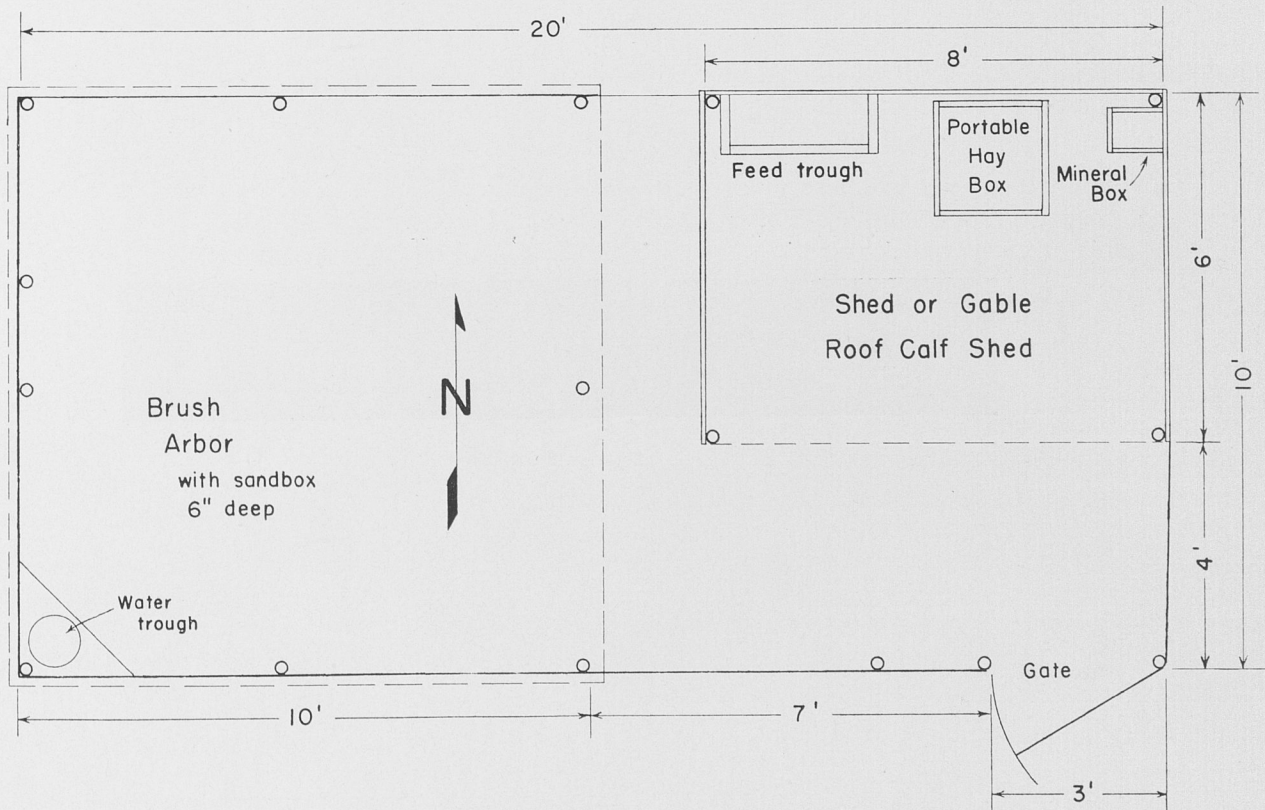 20'
8'
Feed trough
Portable
Hay
Box
Mineral
Box
6'
10'
Shed or Gable
Roof Calf Shed
N
Brush
Arbor
with sandbox
6" deep
4'
Water
trough
Gate
10'
7'
3'